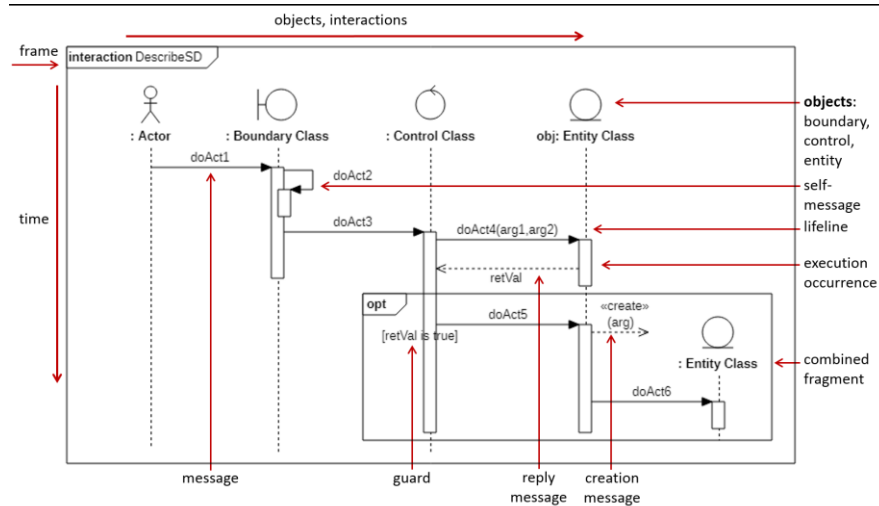 objects, interactions
frame
interaction DescribeSD
: Actor
: Boundary Class
: Control Class
obj: Entity Class
objects:
boundary,
control,
entity
doAct1
doAct2
self-
message
time
doAct3
doAct4(arg1,arg2)
lifeline
retVal
execution
occurrence
opt
doAct5
«create»
(arg)
[retVal is true]
: Entity Class
combined
fragment
doAct6
message
guard
reply
message
creation
message